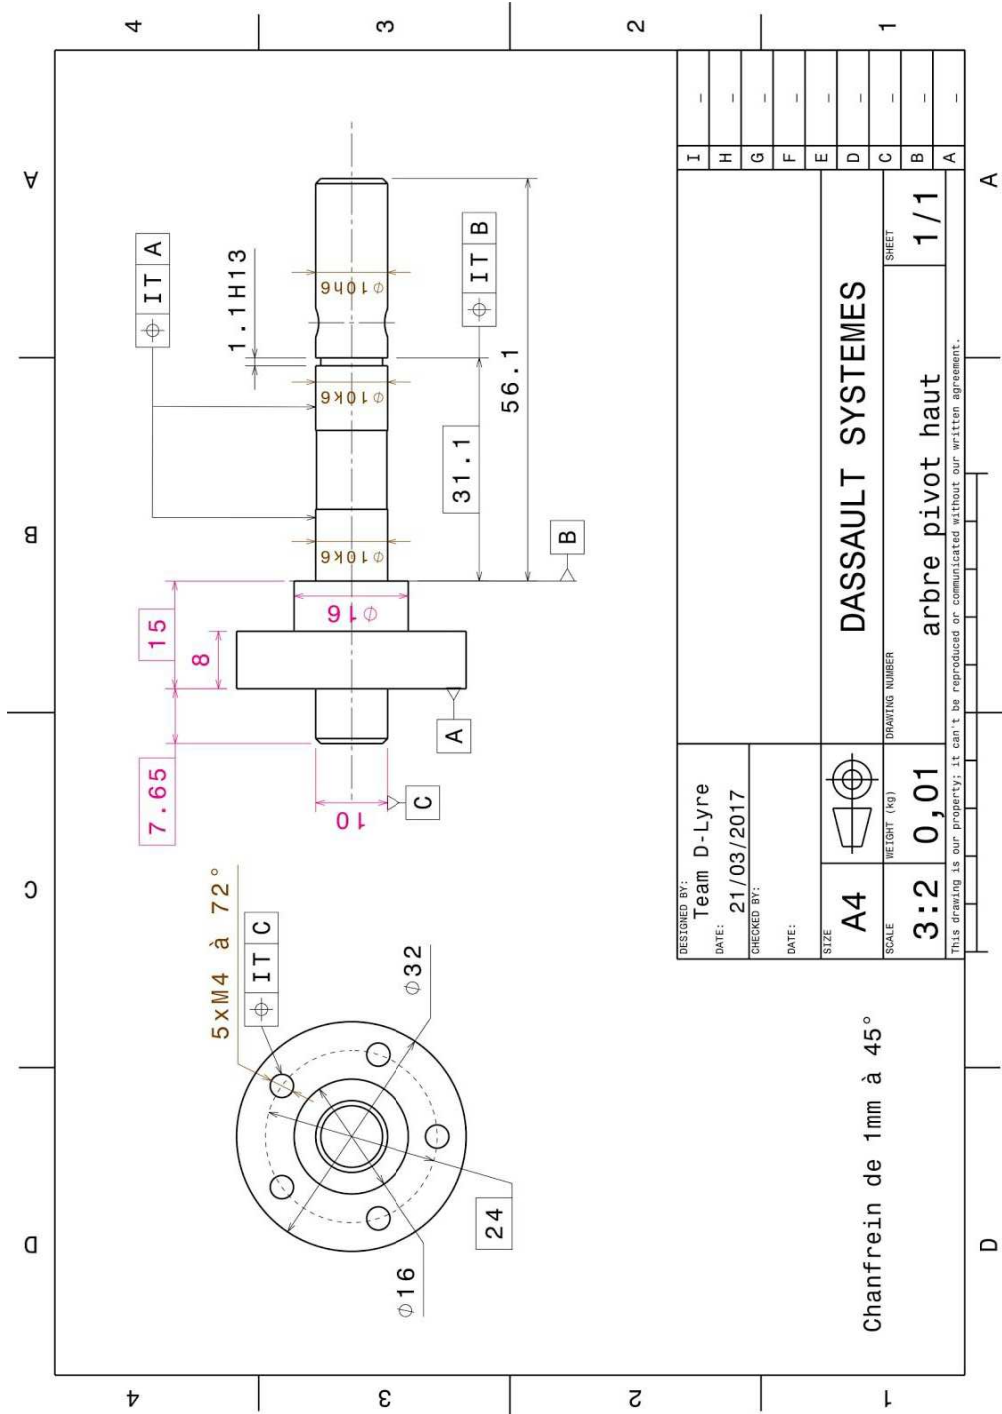 4
3
2
1
A
B
C
D
4
3
2
1
A
D
⌖ IT A
1.1H13
⌀10h6
⌀10k6
⌀10k6
⌖ IT B
56.1
31.1
B
15
8
⌀16
7.65
A
10
C
5xM4 à 72°
⌖ IT C
⌀32
24
⌀16
Chanfrein de 1mm à 45°
DESIGNED BY:
Team D-Lyre
DATE:
21/03/2017
CHECKED BY:
DATE:
SIZE
A4
SCALE
3:2
WEIGHT (kg)
0,01
DASSAULT SYSTEMES
DRAWING NUMBER
arbre pivot haut
SHEET
1/1
I -
H -
G -
F -
E -
D -
C -
B -
A -
This drawing is our property; it can't be reproduced or communicated without our written agreement.